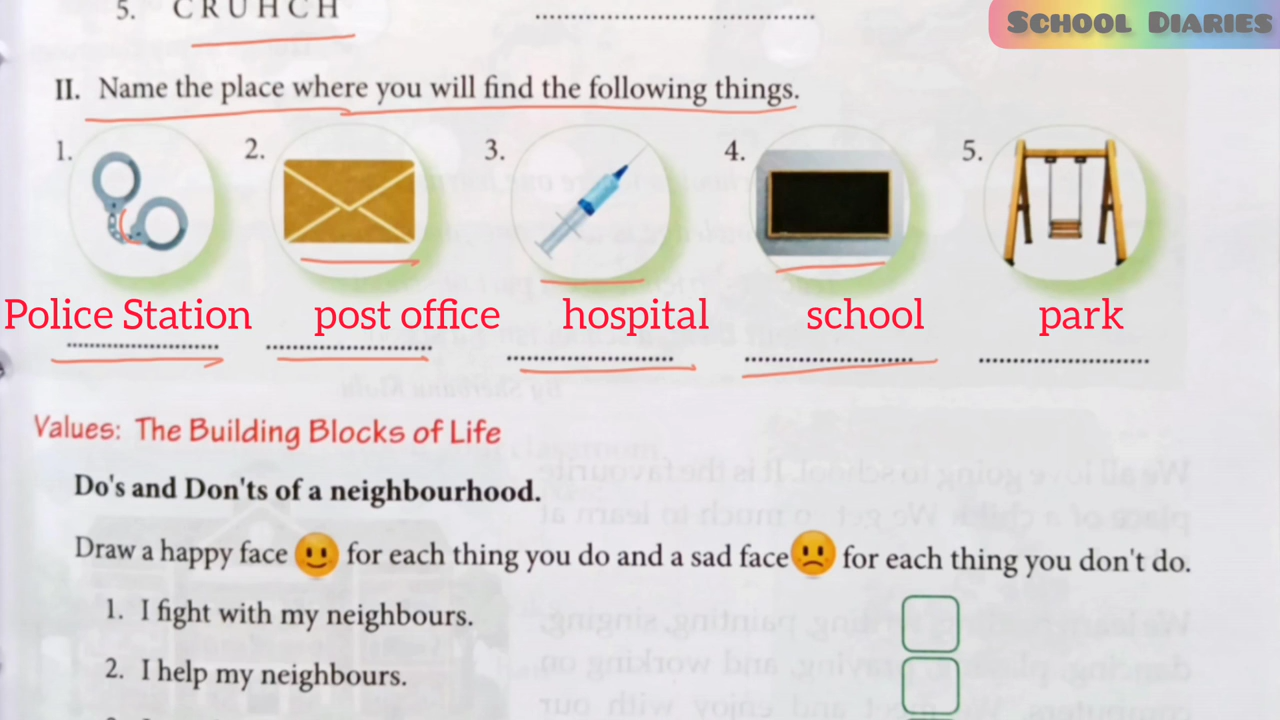 5. C R U H C H
SCHOOL DIARIES
II. Name the place where you will find the following things.
1. 2. 3. 4. 5.
Police Station post office hospital school park
Values: The Building Blocks of Life
Do's and Don'ts of a neighbourhood.
Draw a happy face for each thing you do and a sad face for each thing you don't do.
1. I fight with my neighbours.
2. I help my neighbours.